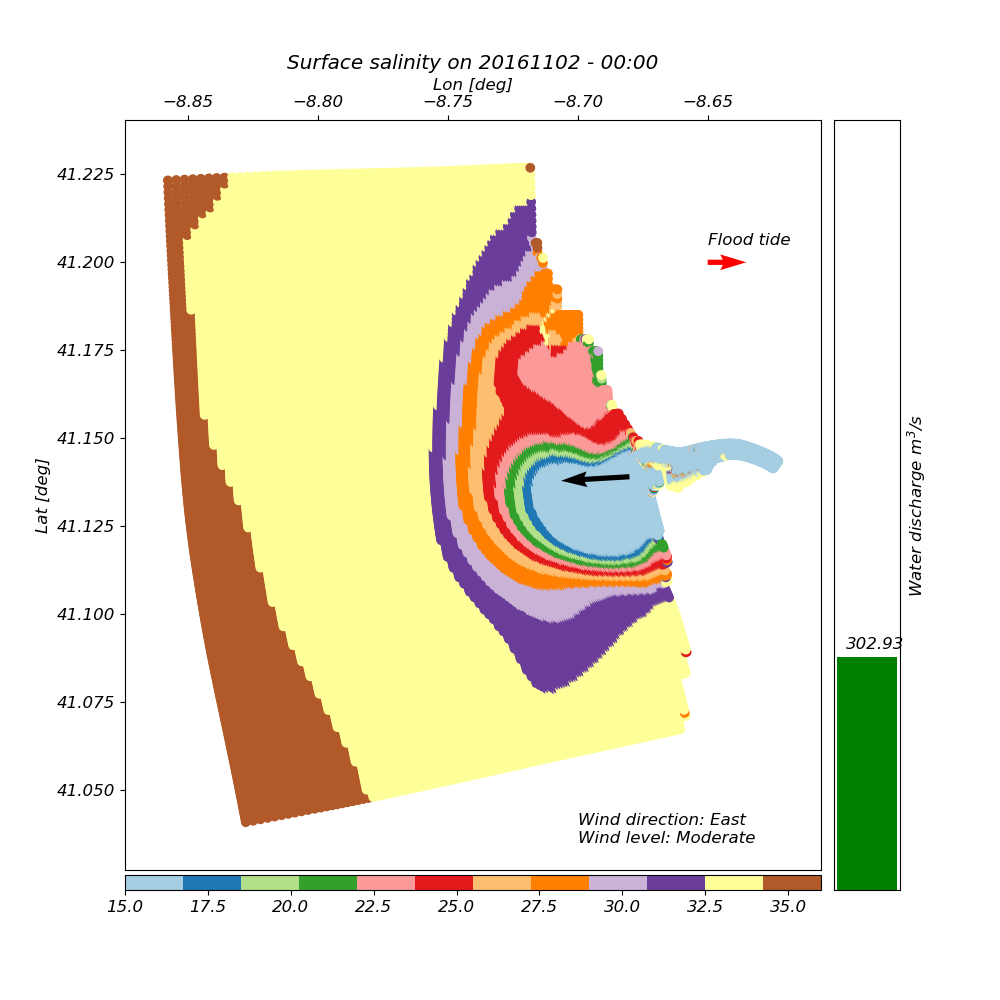 Surface salinity on 20161102 - 00:00
Lon [deg]
−8.85 −8.80 −8.75 −8.70 −8.65
41.225
41.200
41.175
41.150
41.125
41.100
41.075
41.050
Lat [deg]
Flood tide
Wind direction: East
Wind level: Moderate
15.0 17.5 20.0 22.5 25.0 27.5 30.0 32.5 35.0
302.93
Water discharge m³/s